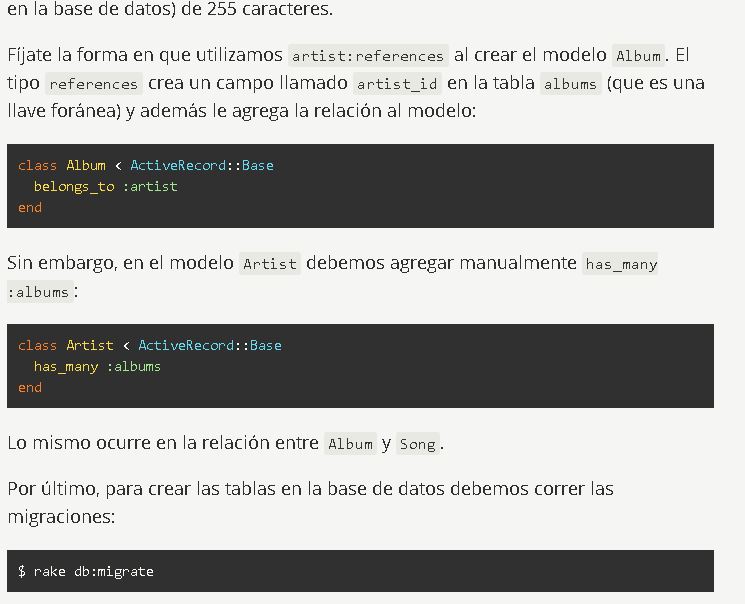 en la base de datos) de 255 caracteres.
Fíjate la forma en que utilizamos artist:references al crear el modelo Album. El
tipo references crea un campo llamado artist_id en la tabla albums (que es una
llave foránea) y además le agrega la relación al modelo:
class Album < ActiveRecord::Base
  belongs_to :artist
end
Sin embargo, en el modelo Artist debemos agregar manualmente has_many
:albums:
class Artist < ActiveRecord::Base
  has_many :albums
end
Lo mismo ocurre en la relación entre Album y Song.
Por último, para crear las tablas en la base de datos debemos correr las
migraciones:
$ rake db:migrate